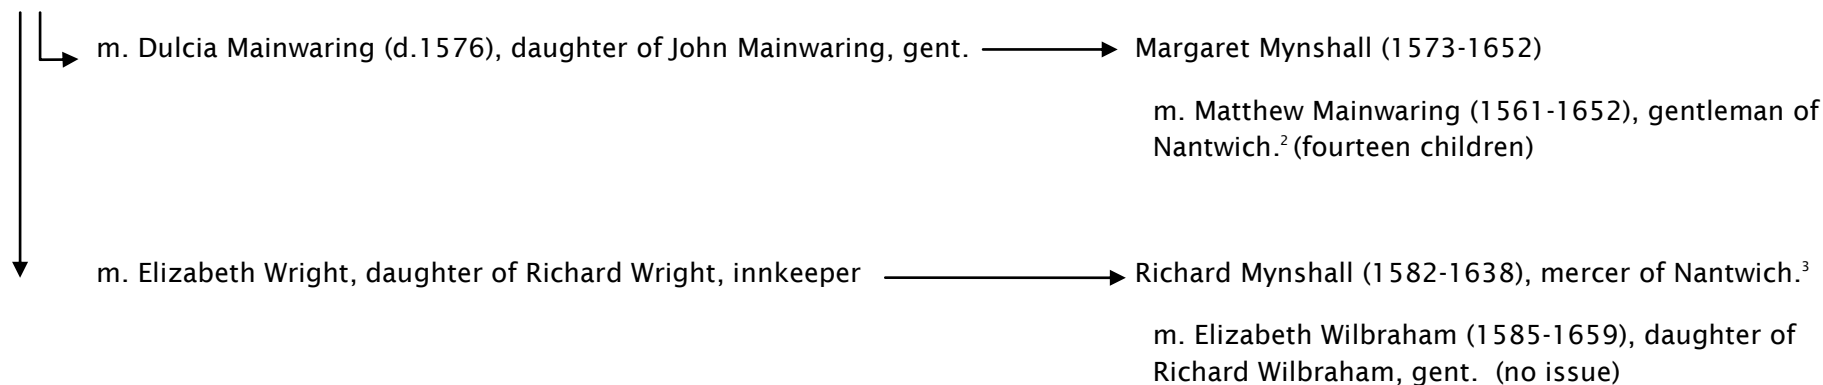 m. Dulcia Mainwaring (d.1576), daughter of John Mainwaring, gent.
Margaret Mynshall (1573-1652)
m. Matthew Mainwaring (1561-1652), gentleman of
Nantwich.² (fourteen children)
m. Elizabeth Wright, daughter of Richard Wright, innkeeper
Richard Mynshall (1582-1638), mercer of Nantwich.³
m. Elizabeth Wilbraham (1585-1659), daughter of
Richard Wilbraham, gent. (no issue)